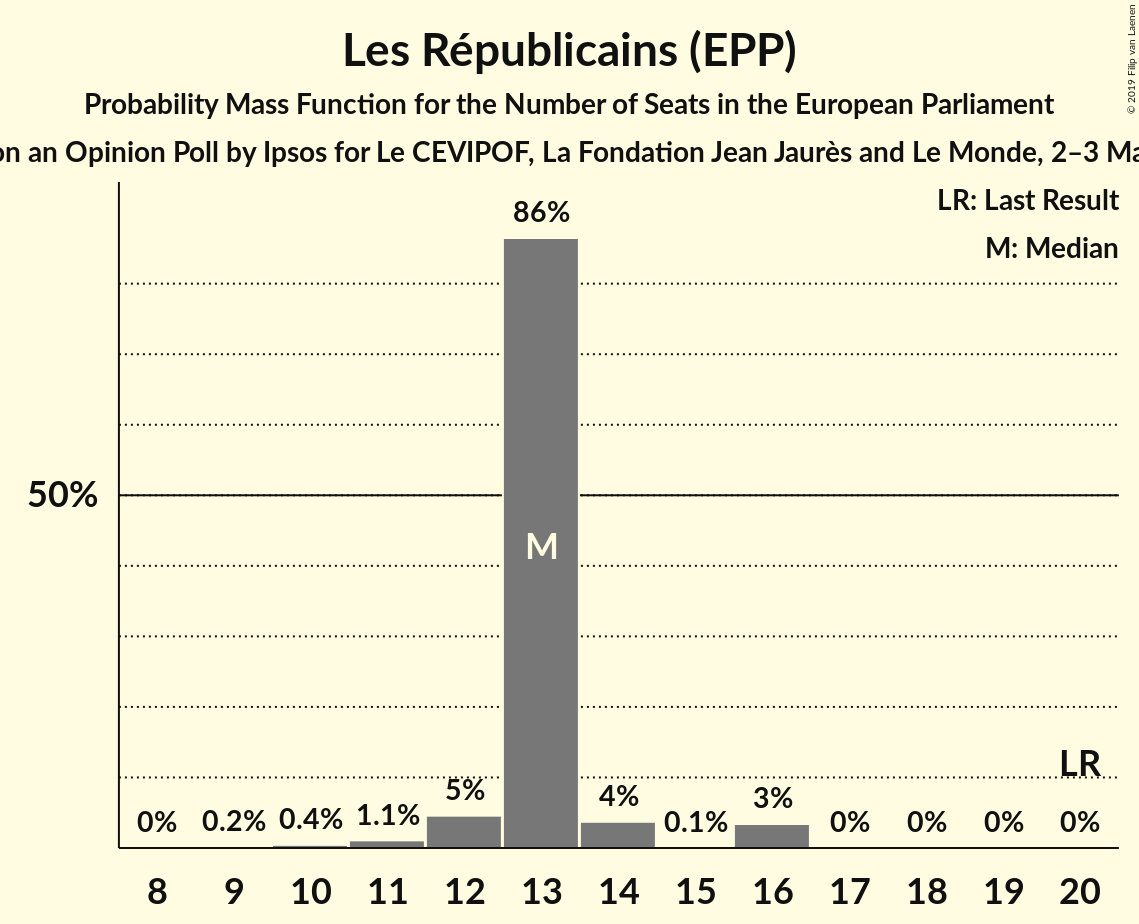 Les Républicains (EPP)
Probability Mass Function for the Number of Seats in the European Parliament
an Opinion Poll by Ipsos for Le CEVIPOF, La Fondation Jean Jaurès and Le Monde, 2–3
© 2019 Filip van Laenen
LR: Last Result
M: Median
86%
50%
M
LR
0% 0.2% 0.4% 1.1% 5% 4% 0.1% 3% 0% 0% 0% 0%
8 9 10 11 12 13 14 15 16 17 18 19 20